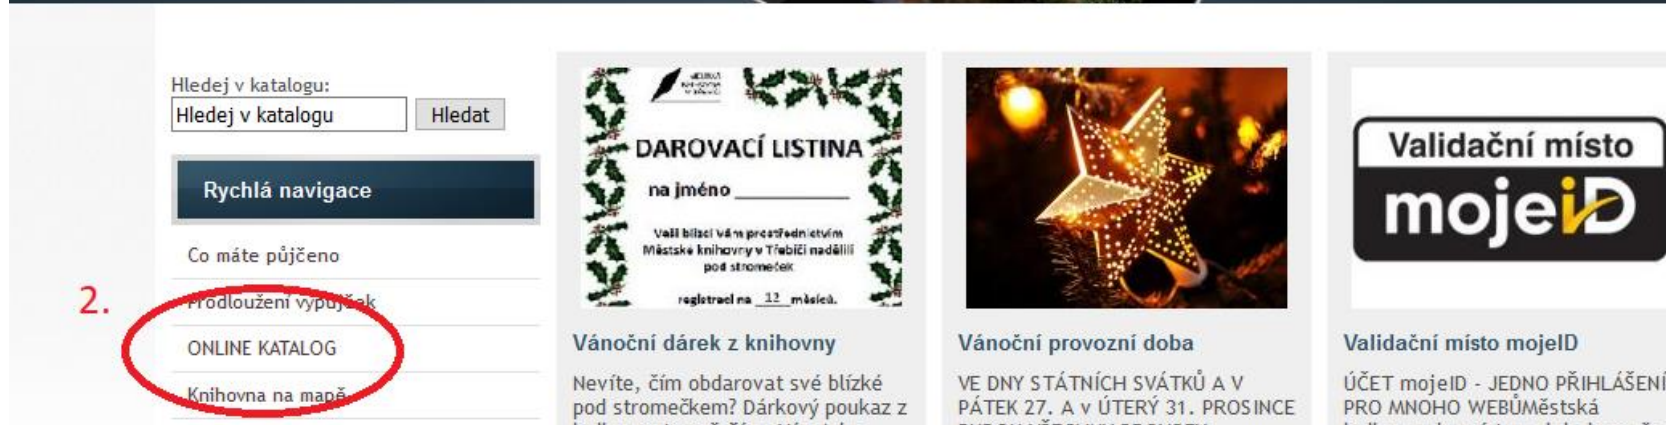 Hledej v katalogu:
Hledej v katalogu
Hledat
Rychlá navigace
Co máte půjčeno
2.
Prodloužení výpůjček
ONLINE KATALOG
Knihovna na mapě
DAROVACÍ LISTINA
na jméno
Vaši blízcí Vám prostřednictvím
Městské knihovny v Třebíči nadělili
pod stromeček
registraci na 12 měsíců.
Vánoční dárek z knihovny
Nevíte, čím obdarovat své blízké
pod stromečkem? Dárkový poukaz z
Vánoční provozní doba
VE DNY STÁTNÍCH SVÁTKŮ A V
PÁTEK 27. A v ÚTERÝ 31. PROSINCE
Validační místo
mojeiD
Validační místo mojeID
ÚČET mojeID - JEDNO PŘIHLÁŠENÍ
PRO MNOHO WEBŮMěstská